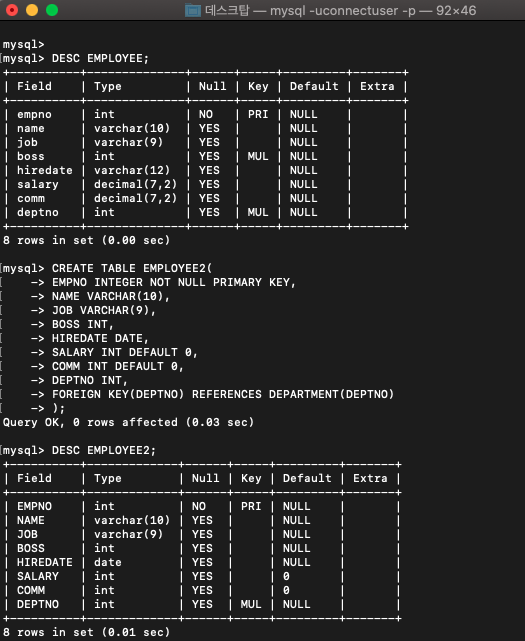 데스크탑 — mysql -uconnectuser -p — 92×46
mysql>
[mysql> DESC EMPLOYEE;
+----------+--------------+------+-----+---------+-------+
| Field    | Type         | Null | Key | Default | Extra |
+----------+--------------+------+-----+---------+-------+
| empno    | int          | NO   | PRI | NULL    |       |
| name     | varchar(10)  | YES  |     | NULL    |       |
| job      | varchar(9)   | YES  |     | NULL    |       |
| boss     | int          | YES  | MUL | NULL    |       |
| hiredate | varchar(12)  | YES  |     | NULL    |       |
| salary   | decimal(7,2) | YES  |     | NULL    |       |
| comm     | decimal(7,2) | YES  |     | NULL    |       |
| deptno   | int          | YES  | MUL | NULL    |       |
+----------+--------------+------+-----+---------+-------+
8 rows in set (0.00 sec)
[mysql> CREATE TABLE EMPLOYEE2(
[    -> EMPNO INTEGER NOT NULL PRIMARY KEY,
[    -> NAME VARCHAR(10),
[    -> JOB VARCHAR(9),
[    -> BOSS INT,
[    -> HIREDATE DATE,
[    -> SALARY INT DEFAULT 0,
[    -> COMM INT DEFAULT 0,
[    -> DEPTNO INT,
[    -> FOREIGN KEY(DEPTNO) REFERENCES DEPARTMENT(DEPTNO)
[    -> );
Query OK, 0 rows affected (0.03 sec)
[mysql> DESC EMPLOYEE2;
+----------+-------------+------+-----+---------+-------+
| Field    | Type        | Null | Key | Default | Extra |
+----------+-------------+------+-----+---------+-------+
| EMPNO    | int         | NO   | PRI | NULL    |       |
| NAME     | varchar(10) | YES  |     | NULL    |       |
| JOB      | varchar(9)  | YES  |     | NULL    |       |
| BOSS     | int         | YES  |     | NULL    |       |
| HIREDATE | date        | YES  |     | NULL    |       |
| SALARY   | int         | YES  |     | 0       |       |
| COMM     | int         | YES  |     | 0       |       |
| DEPTNO   | int         | YES  | MUL | NULL    |       |
+----------+-------------+------+-----+---------+-------+
8 rows in set (0.01 sec)